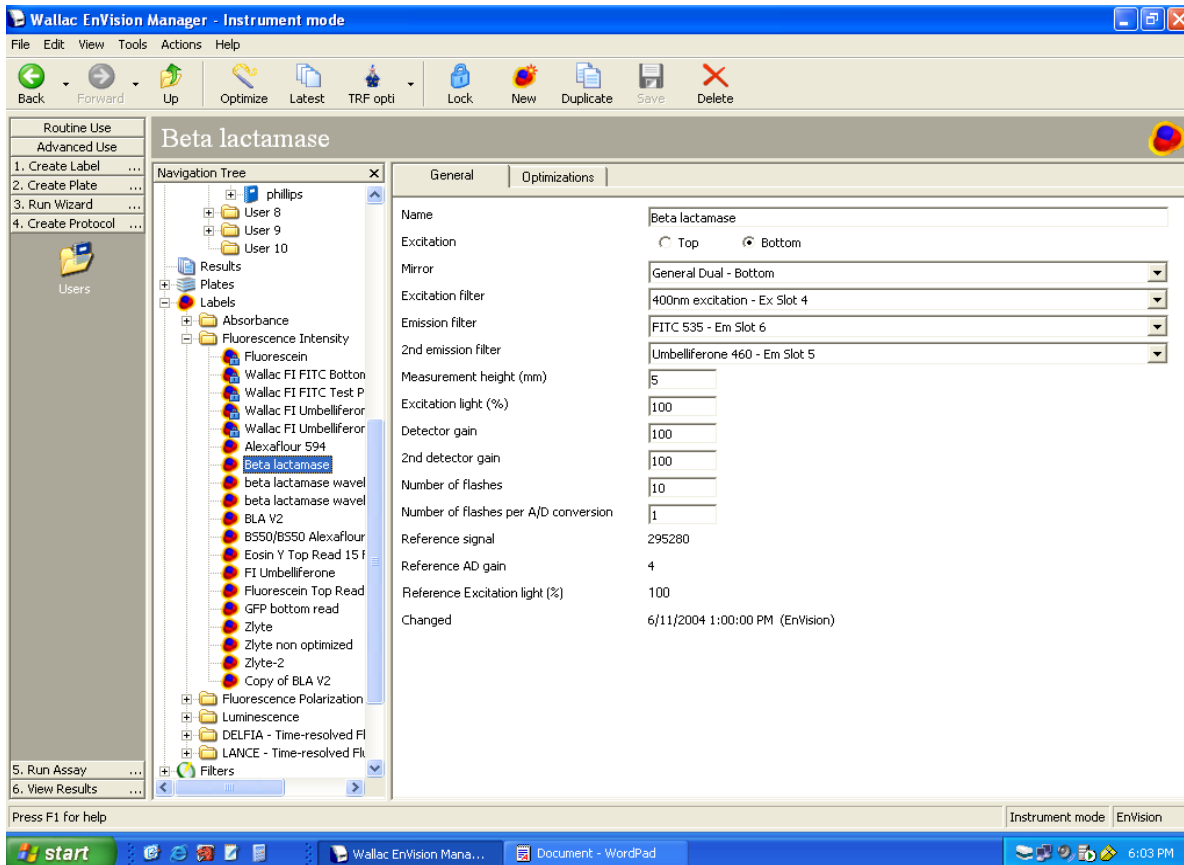 Wallac EnVision Manager - Instrument mode
File Edit View Tools Actions Help
Back Forward Up Optimize Latest TRF opti Lock New Duplicate Save Delete
Routine Use
Advanced Use
1. Create Label ...
2. Create Plate ...
3. Run Wizard ...
4. Create Protocol ...
Users
5. Run Assay ...
6. View Results ...
Beta lactamase
Navigation Tree
phillips
User 8
User 9
User 10
Results
Plates
Labels
Absorbance
Fluorescence Intensity
Fluorescein
Wallac FI FITC Botton
Wallac FI FITC Test P
Wallac FI Umbelliferor
Wallac FI Umbelliferor
Alexaflour 594
Beta lactamase
beta lactamase wavel
beta lactamase wavel
BLA V2
BS50/BS50 Alexaflour
Eosin Y Top Read 15 F
FI Umbelliferone
Fluorescein Top Read
GFP bottom read
Zlyte
Zlyte non optimized
Zlyte-2
Copy of BLA V2
Fluorescence Polarization
Luminescence
DELFIA - Time-resolved Fl
LANCE - Time-resolved Flu
Filters
General Optimizations
Name Beta lactamase
Excitation Top Bottom
Mirror General Dual - Bottom
Excitation filter 400nm excitation - Ex Slot 4
Emission filter FITC 535 - Em Slot 6
2nd emission filter Umbelliferone 460 - Em Slot 5
Measurement height (mm) 5
Excitation light (%) 100
Detector gain 100
2nd detector gain 100
Number of flashes 10
Number of flashes per A/D conversion 1
Reference signal 295280
Reference AD gain 4
Reference Excitation light (%) 100
Changed 6/11/2004 1:00:00 PM (EnVision)
Press F1 for help Instrument mode EnVision
start Wallac EnVision Mana... Document - WordPad 6:03 PM